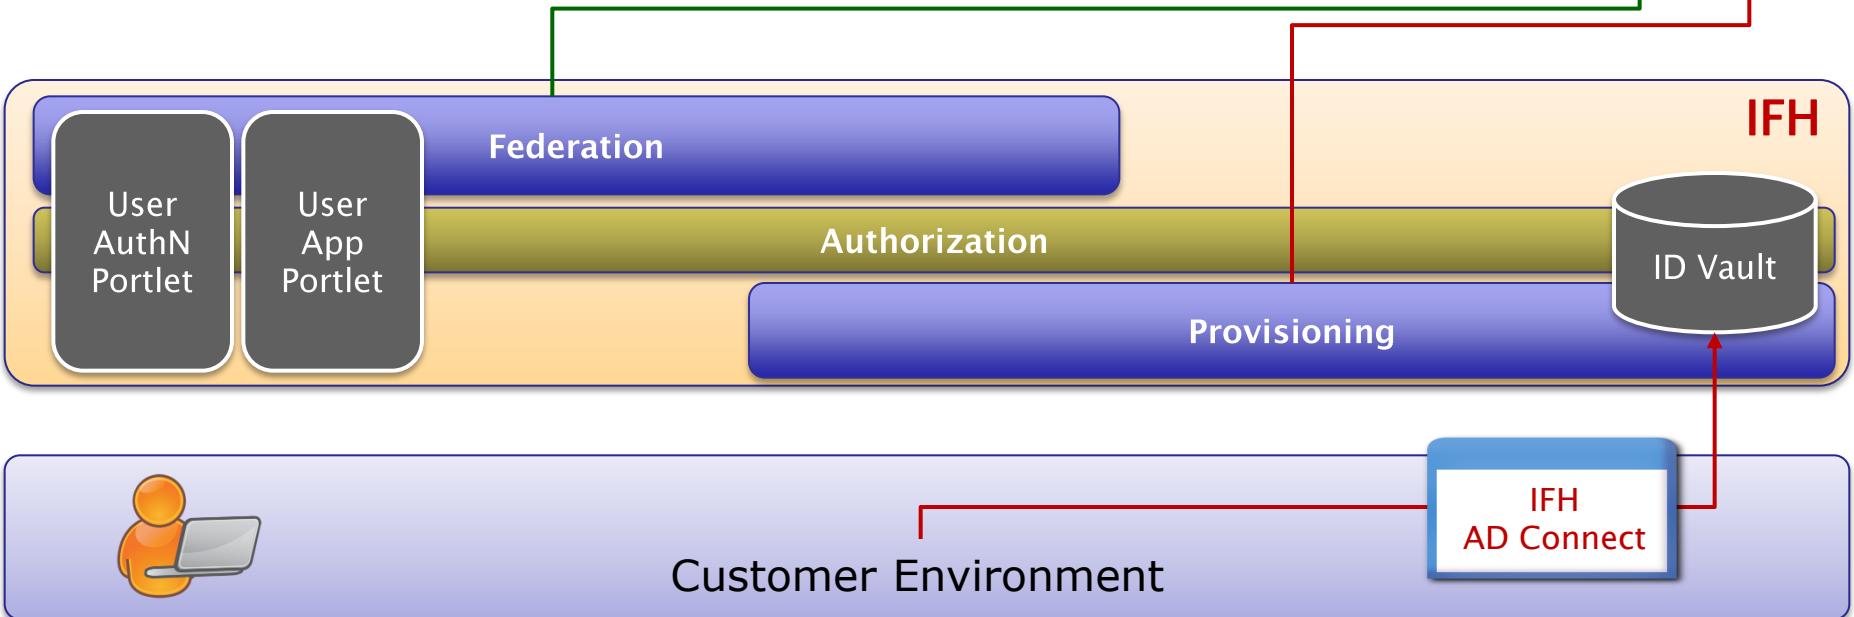 IFH
Federation
User
AuthN
Portlet
User
App
Portlet
Authorization
ID Vault
Provisioning
IFH
AD Connect
Customer Environment